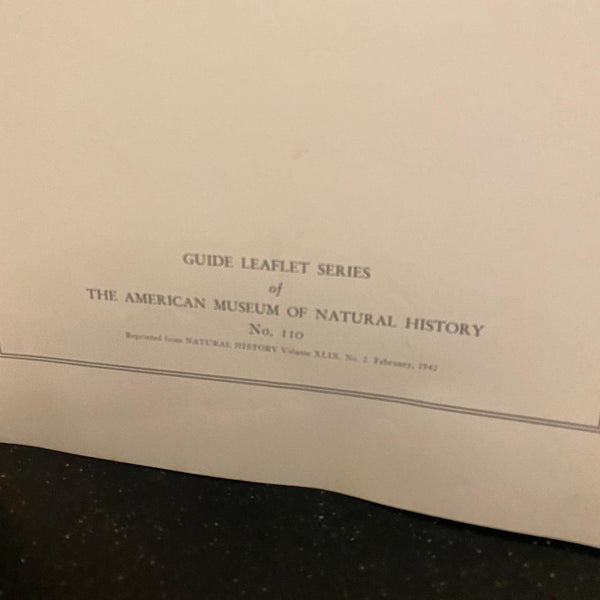 GUIDE LEAFLET SERIES
of
THE AMERICAN MUSEUM OF NATURAL HISTORY
No. 110
Reprinted from NATURAL HISTORY Volume XLIX, No. 2, February, 1942